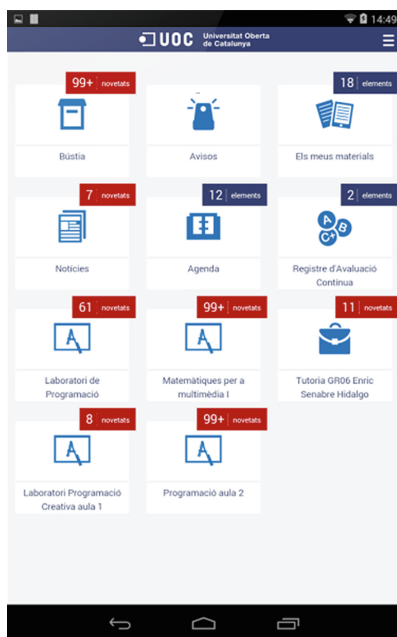 14:49
UOC Universitat Oberta
de Catalunya
99+ novetats
18 elements
Bústia
Avisos
Els meus materials
7 novetats
12 elements
2 elements
Notícies
Agenda
Registre d'Avaluació
Continua
61 novetats
99+ novetats
11 novetats
Laboratori de
Programació
Matemàtiques per a
multimèdia I
Tutoria GR06 Enric
Senabre Hidalgo
8 novetats
99+ novetats
Laboratori Programació
Creativa aula 1
Programació aula 2